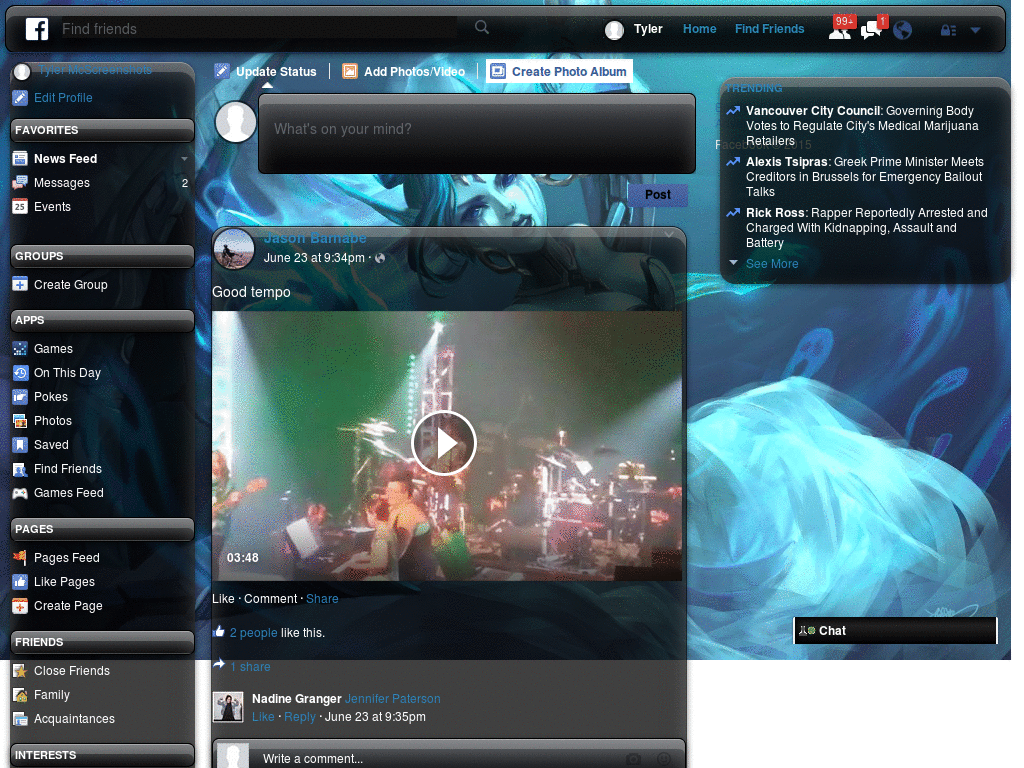 Find friends
Tyler
Home
Find Friends
99+
1
Tyler McScreenshots
Edit Profile
FAVORITES
News Feed
Messages
2
Events
25
GROUPS
Create Group
APPS
Games
On This Day
Pokes
Photos
Saved
Find Friends
Games Feed
PAGES
Pages Feed
Like Pages
Create Page
FRIENDS
Close Friends
Family
Acquaintances
INTERESTS
Update Status
Add Photos/Video
Create Photo Album
What's on your mind?
Post
Jason Barnabe
June 23 at 9:34pm ·
Good tempo
03:48
Like · Comment · Share
2 people like this.
1 share
Nadine Granger Jennifer Paterson
Like · Reply · June 23 at 9:35pm
Write a comment...
TRENDING
Vancouver City Council: Governing Body
Votes to Regulate City's Medical Marijuana
Retailers
Alexis Tsipras: Greek Prime Minister Meets
Creditors in Brussels for Emergency Bailout
Talks
Rick Ross: Rapper Reportedly Arrested and
Charged With Kidnapping, Assault and
Battery
See More
2015
Chat